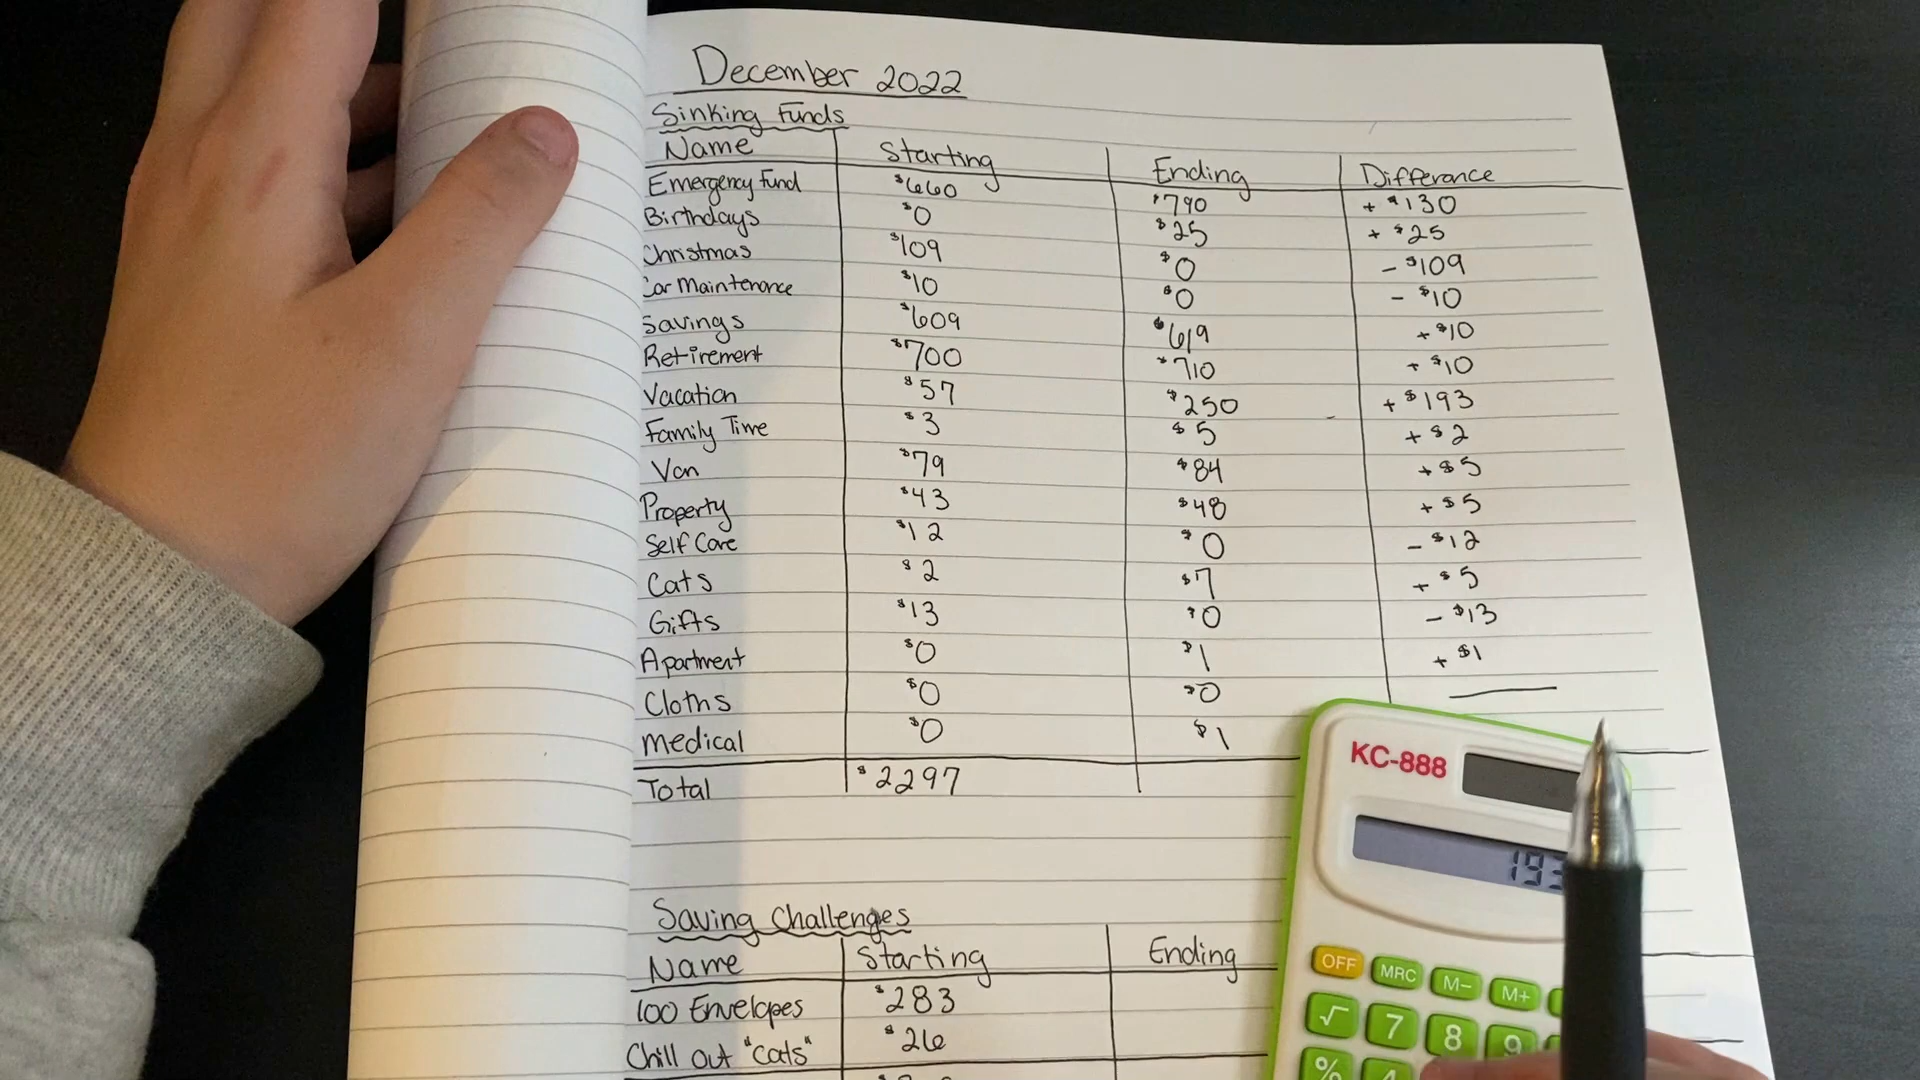 December 2022
Sinking Funds
Name Starting Ending Differance
Emergency Fund $660 $790 + $130
Birthdays $0 $25 + $25
Christmas $109 $0 - $109
Car Maintenance $10 $0 - $10
Savings $609 $619 + $10
Retirement $700 $710 + $10
Vacation $57 $250 + $193
Family Time $3 $5 + $2
Van $79 $84 + $5
Property $43 $48 + $5
Self Care $12 $0 - $12
Cats $2 $7 + $5
Gifts $13 $0 - $13
Apartment $0 $1 + $1
Cloths $0 $0
Medical $0 $1
Total $2297
KC-888
193
Saving Challenges
Name Starting Ending
100 Envelopes $283
Chill out "Cats" $26
OFF MRC M- M+
√ 7 8 9
%